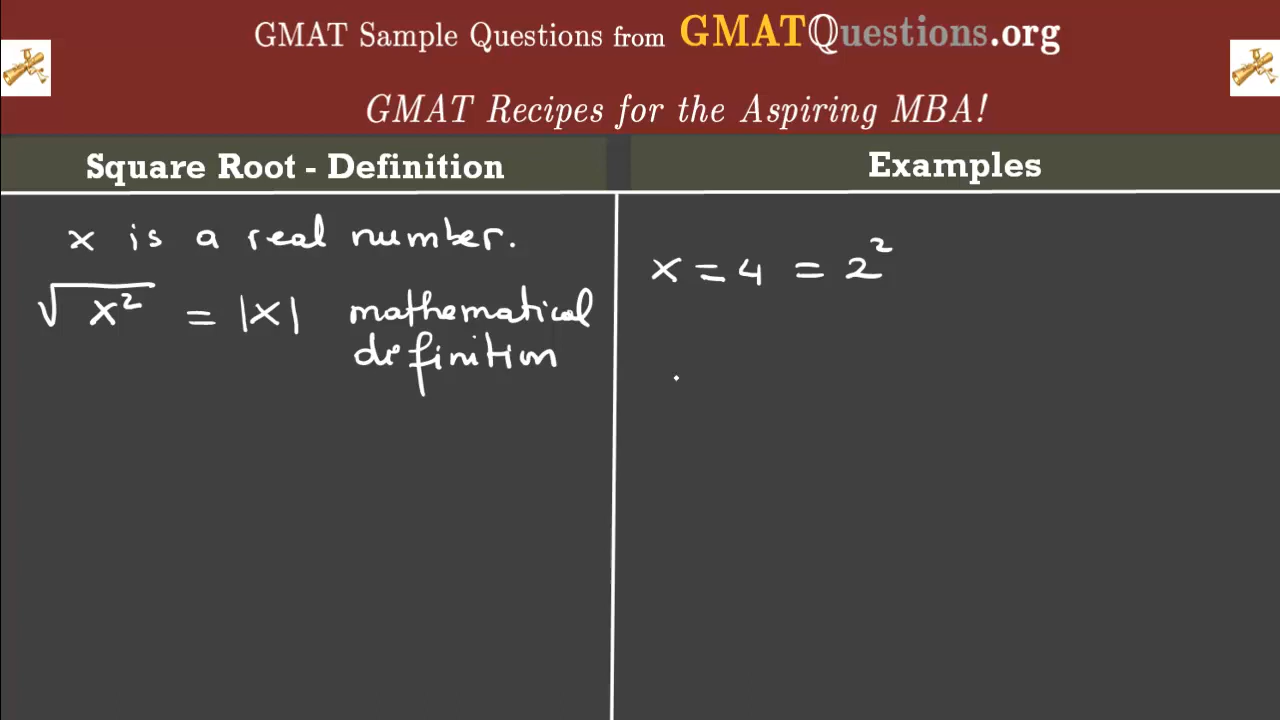 GMAT Sample Questions from GMATQuestions.org
GMAT Recipes for the Aspiring MBA!
Square Root - Definition
x is a real number.
√x² = |x| mathematical
definition
Examples
x = 4 = 2²